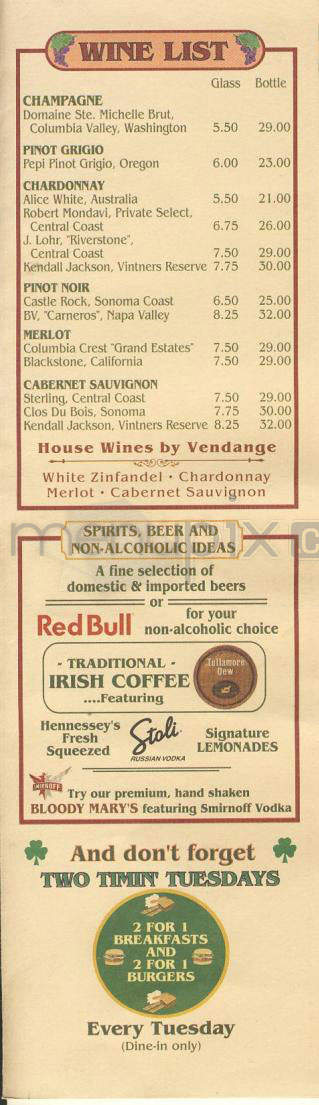 WINE LIST
Glass Bottle
CHAMPAGNE
Domaine Ste. Michelle Brut,
Columbia Valley, Washington 5.50 29.00
PINOT GRIGIO
Pepi Pinot Grigio, Oregon 6.00 23.00
CHARDONNAY
Alice White, Australia 5.50 21.00
Robert Mondavi, Private Select,
Central Coast 6.75 26.00
J. Lohr, "Riverstone",
Central Coast 7.50 29.00
Kendall Jackson, Vintners Reserve 7.75 30.00
PINOT NOIR
Castle Rock, Sonoma Coast 6.50 25.00
BV, "Carneros", Napa Valley 8.25 32.00
MERLOT
Columbia Crest "Grand Estates" 7.50 29.00
Blackstone, California 7.50 29.00
CABERNET SAUVIGNON
Sterling, Central Coast 7.50 29.00
Clos Du Bois, Sonoma 7.75 30.00
Kendall Jackson, Vintners Reserve 8.25 32.00
House Wines by Vendange
White Zinfandel • Chardonnay
Merlot • Cabernet Sauvignon
SPIRITS, BEER AND
NON-ALCOHOLIC IDEAS
A fine selection of
domestic & imported beers
or
Red Bull for your
non-alcoholic choice
- TRADITIONAL -
IRISH COFFEE
....Featuring
Tullamore
Dew
Hennessey's
Fresh
Squeezed
Stoli
RUSSIAN VODKA
Signature
LEMONADES
SMIRNOFF
Try our premium, hand shaken
BLOODY MARY'S featuring Smirnoff Vodka
And don't forget
TWO TIMIN' TUESDAYS
2 FOR 1
BREAKFASTS
AND
2 FOR 1
BURGERS
Every Tuesday
(Dine-in only)